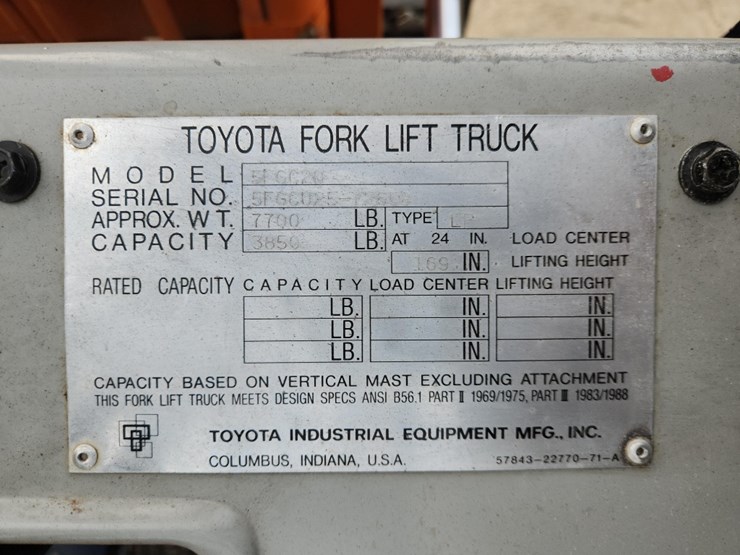 TOYOTA FORK LIFT TRUCK
MODEL
SERIAL NO. 5FGCU25-
APPROX. WT. 7700 LB. TYPE LP
CAPACITY 3850 LB. AT 24 IN. LOAD CENTER
169 IN. LIFTING HEIGHT
RATED CAPACITY CAPACITY LOAD CENTER LIFTING HEIGHT
LB. IN. IN.
LB. IN. IN.
LB. IN. IN.
CAPACITY BASED ON VERTICAL MAST EXCLUDING ATTACHMENT
THIS FORK LIFT TRUCK MEETS DESIGN SPECS ANSI B56.1 PART II 1969/1975, PART III 1983/1988
TOYOTA INDUSTRIAL EQUIPMENT MFG., INC.
COLUMBUS, INDIANA, U.S.A. 57843-22770-71-A